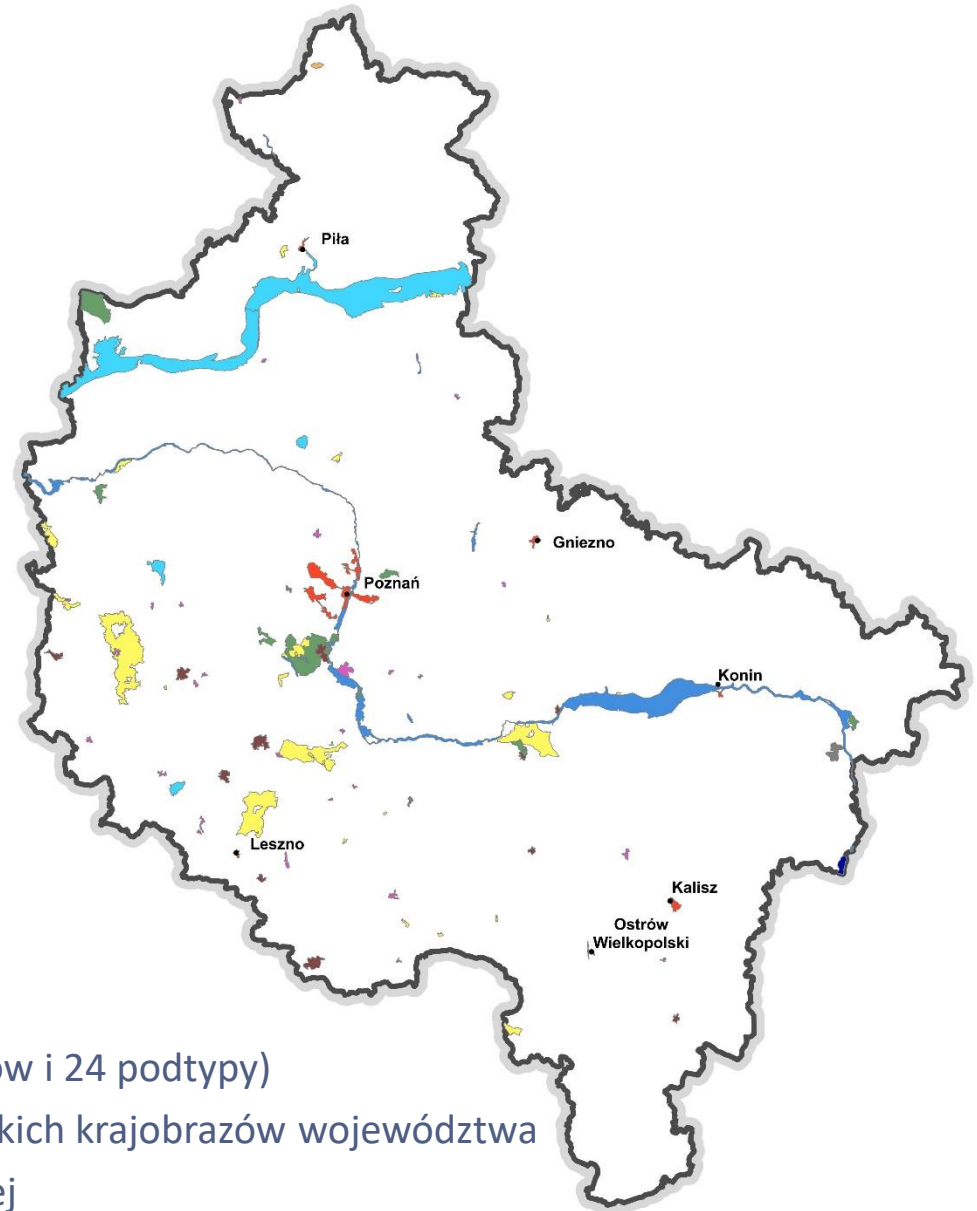 Piła
Gniezno
Poznań
Konin
Leszno
Kalisz
Ostrów
Wielkopolski
ów i 24 podtypy)
kich krajobrazów województwa
ej